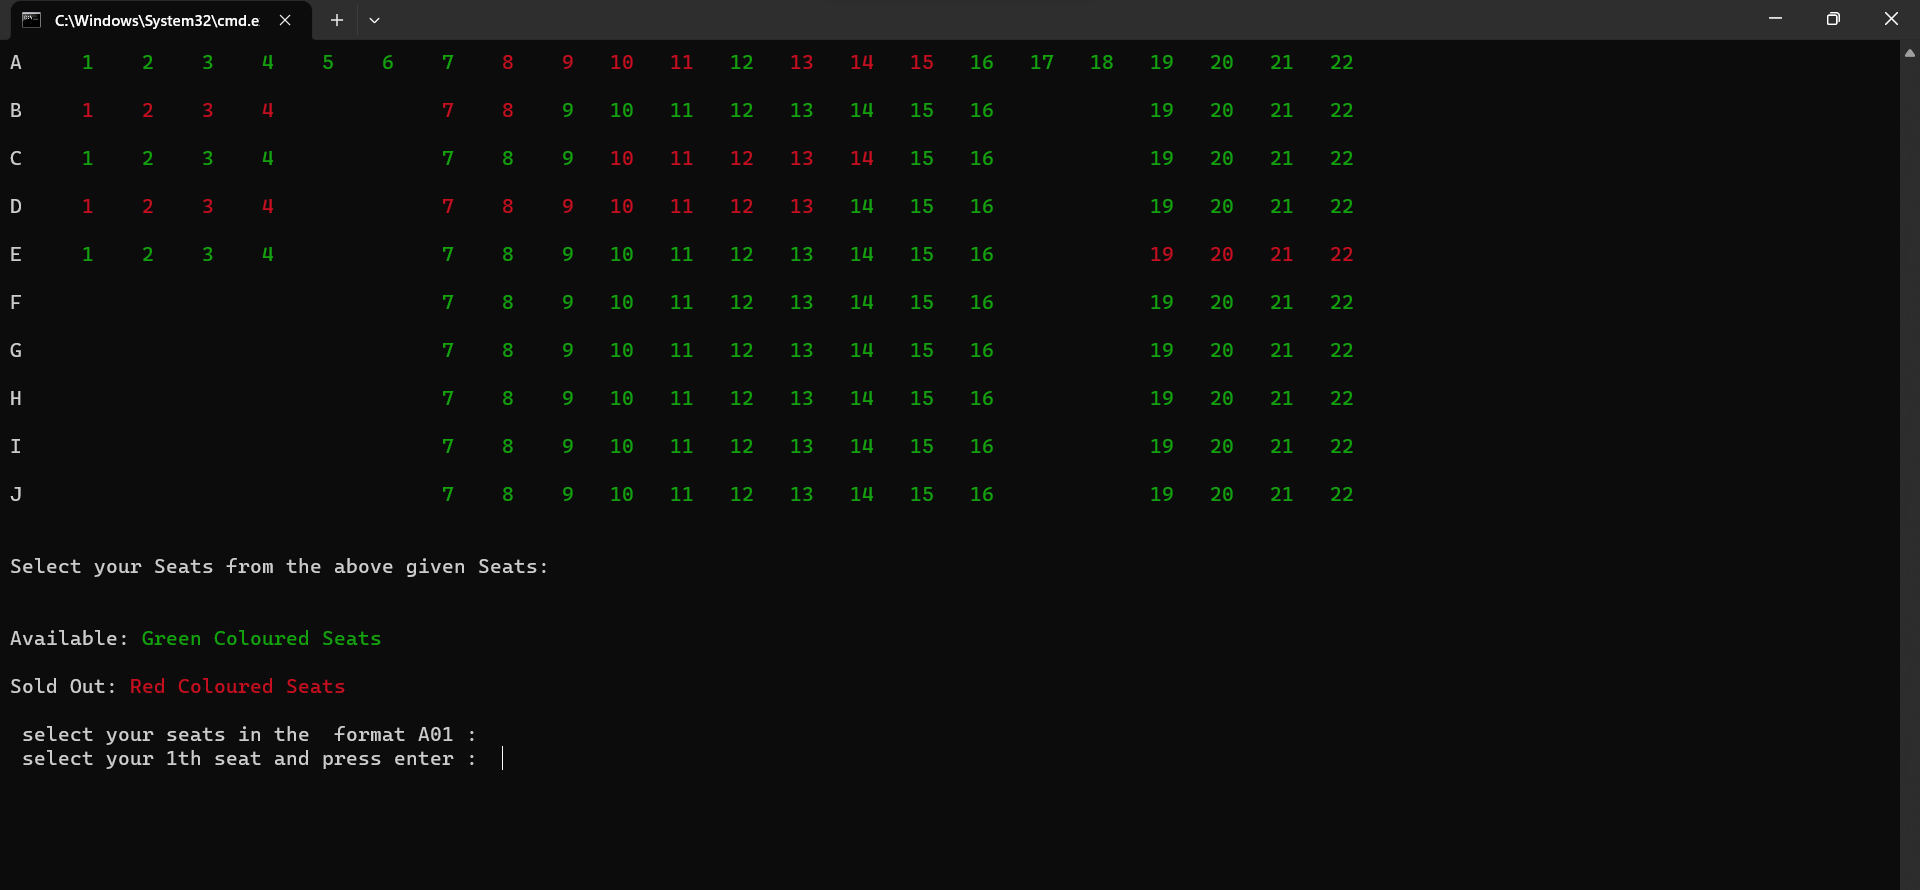 C:\Windows\System32\cmd.e
A 1 2 3 4 5 6 7 8 9 10 11 12 13 14 15 16 17 18 19 20 21 22
B 1 2 3 4 7 8 9 10 11 12 13 14 15 16 19 20 21 22
C 1 2 3 4 7 8 9 10 11 12 13 14 15 16 19 20 21 22
D 1 2 3 4 7 8 9 10 11 12 13 14 15 16 19 20 21 22
E 1 2 3 4 7 8 9 10 11 12 13 14 15 16 19 20 21 22
F 7 8 9 10 11 12 13 14 15 16 19 20 21 22
G 7 8 9 10 11 12 13 14 15 16 19 20 21 22
H 7 8 9 10 11 12 13 14 15 16 19 20 21 22
I 7 8 9 10 11 12 13 14 15 16 19 20 21 22
J 7 8 9 10 11 12 13 14 15 16 19 20 21 22
Select your Seats from the above given Seats:
Available: Green Coloured Seats
Sold Out: Red Coloured Seats
select your seats in the  format A01 :
select your 1th seat and press enter :